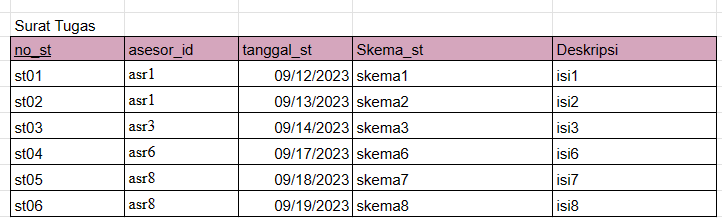 Surat Tugas
no_st asesor_id tanggal_st Skema_st Deskripsi
st01 asr1 09/12/2023 skema1 isi1
st02 asr1 09/13/2023 skema2 isi2
st03 asr3 09/14/2023 skema3 isi3
st04 asr6 09/17/2023 skema6 isi6
st05 asr8 09/18/2023 skema7 isi7
st06 asr8 09/19/2023 skema8 isi8